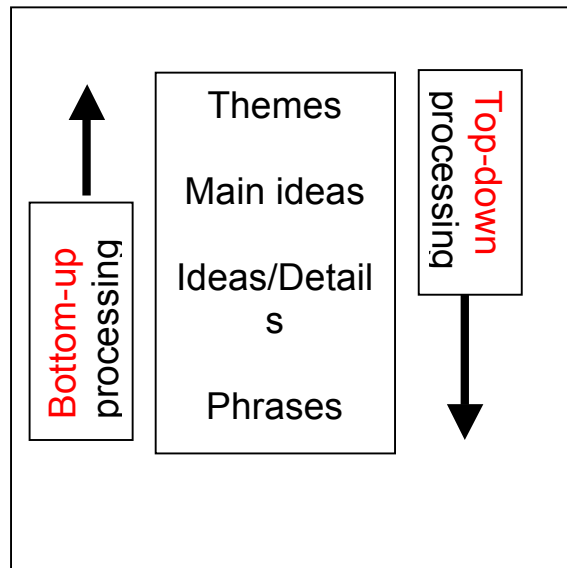 Bottom-up
processing
Themes
Main ideas
Ideas/Detail
s
Phrases
Top-down
processing